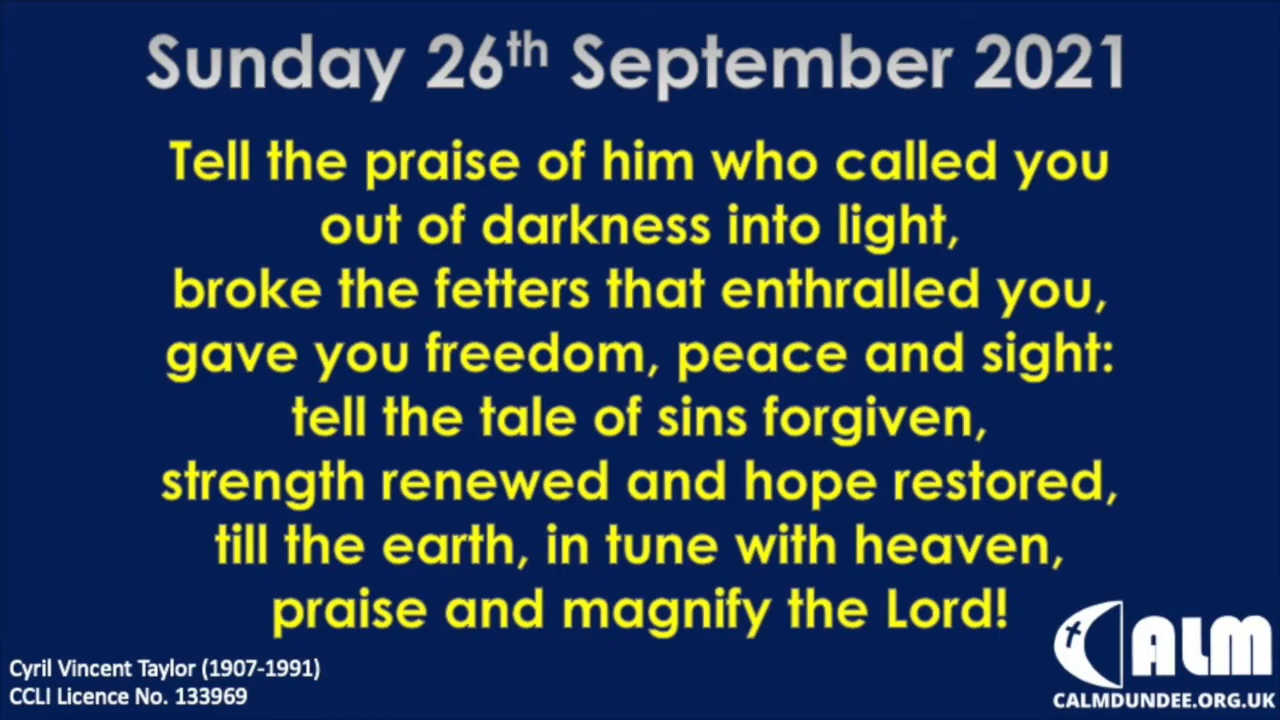 Sunday 26th September 2021
Tell the praise of him who called you
out of darkness into light,
broke the fetters that enthralled you,
gave you freedom, peace and sight:
tell the tale of sins forgiven,
strength renewed and hope restored,
till the earth, in tune with heaven,
praise and magnify the Lord!
Cyril Vincent Taylor (1907-1991)
CCLI Licence No. 133969
CALM
CALMDUNDEE.ORG.UK